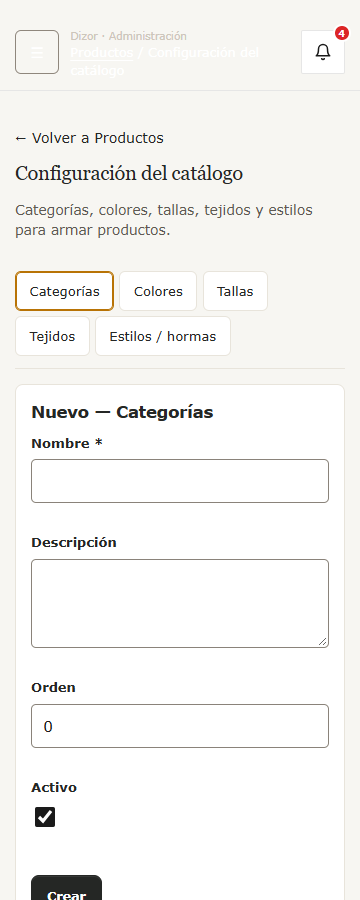 Dizor · Administración
4
Productos / Configuración del
catálogo
← Volver a Productos
Configuración del catálogo
Categorías, colores, tallas, tejidos y estilos
para armar productos.
Categorías Colores Tallas
Tejidos Estilos / hormas
Nuevo — Categorías
Nombre *
Descripción
Orden
0
Activo
Crear